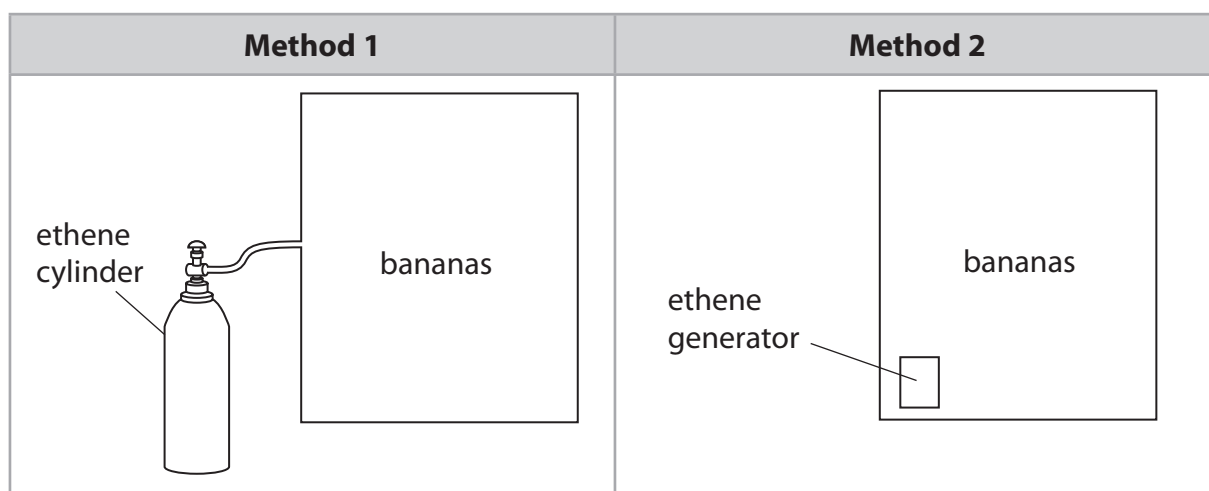 Method 1
Method 2
ethene
cylinder
bananas
ethene
generator
bananas